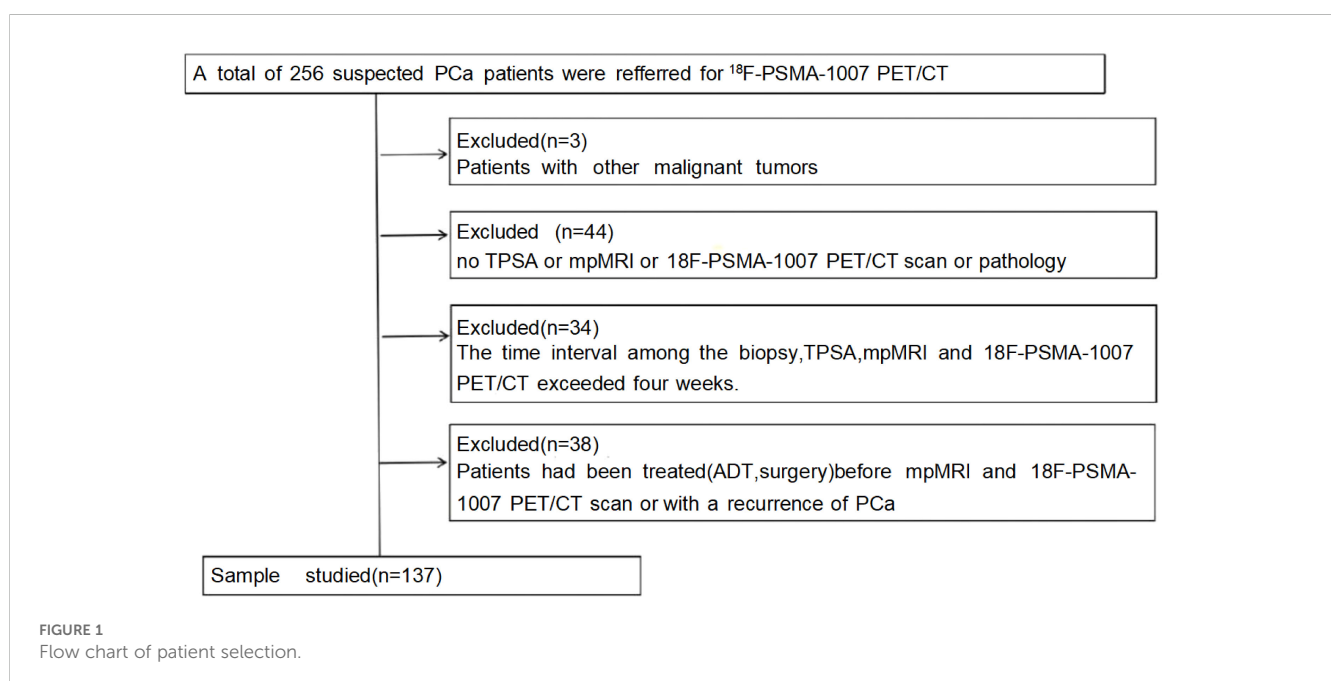 A total of 256 suspected PCa patients were refferred for ¹⁸F-PSMA-1007 PET/CT
Excluded(n=3)
Patients with other malignant tumors
Excluded (n=44)
no TPSA or mpMRI or 18F-PSMA-1007 PET/CT scan or pathology
Excluded(n=34)
The time interval among the biopsy,TPSA,mpMRI and 18F-PSMA-1007
PET/CT exceeded four weeks.
Excluded(n=38)
Patients had been treated(ADT,surgery)before mpMRI and 18F-PSMA-
1007 PET/CT scan or with a recurrence of PCa
Sample studied(n=137)
FIGURE 1
Flow chart of patient selection.